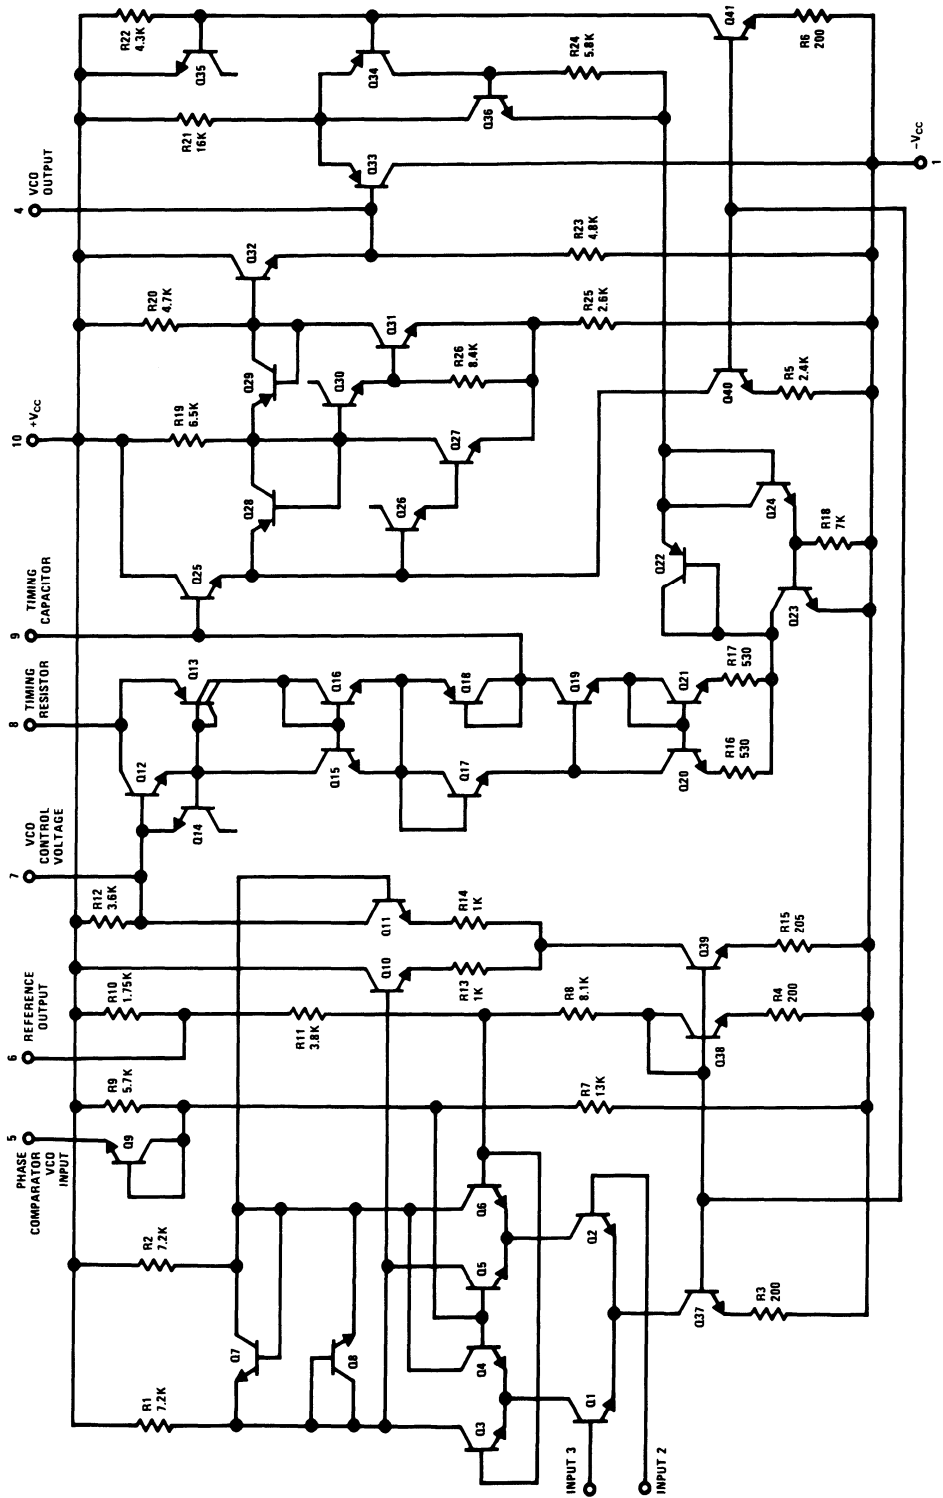 PHASE
COMPARATOR
VCO
INPUT
5
REFERENCE
OUTPUT
6
VCO
CONTROL
VOLTAGE
7
TIMING
RESISTOR
8
TIMING
CAPACITOR
9
10
+VCC
4
VCO
OUTPUT
R1
7.2K
R2
7.2K
R9
5.7K
R10
1.75K
R12
3.6K
R19
6.5K
R20
4.7K
R21
16K
R22
4.3K
Q9
Q12
Q14
Q13
Q25
Q28
Q29
Q32
Q35
Q7
Q8
R11
3.8K
Q10
Q11
Q15
Q16
Q26
Q30
Q31
Q33
Q34
Q3
Q4
Q5
Q6
R13
1K
R14
1K
Q17
Q18
Q27
R26
8.4K
Q36
R24
5.8K
INPUT 3
Q1
Q2
R7
13K
R8
8.1K
Q19
R25
2.6K
R23
4.8K
INPUT 2
Q20
Q21
Q22
Q24
Q37
Q38
Q39
R16
530
R17
530
Q23
R18
7K
Q40
Q41
R3
200
R4
200
R15
205
R5
2.4K
R6
200
-VCC
1